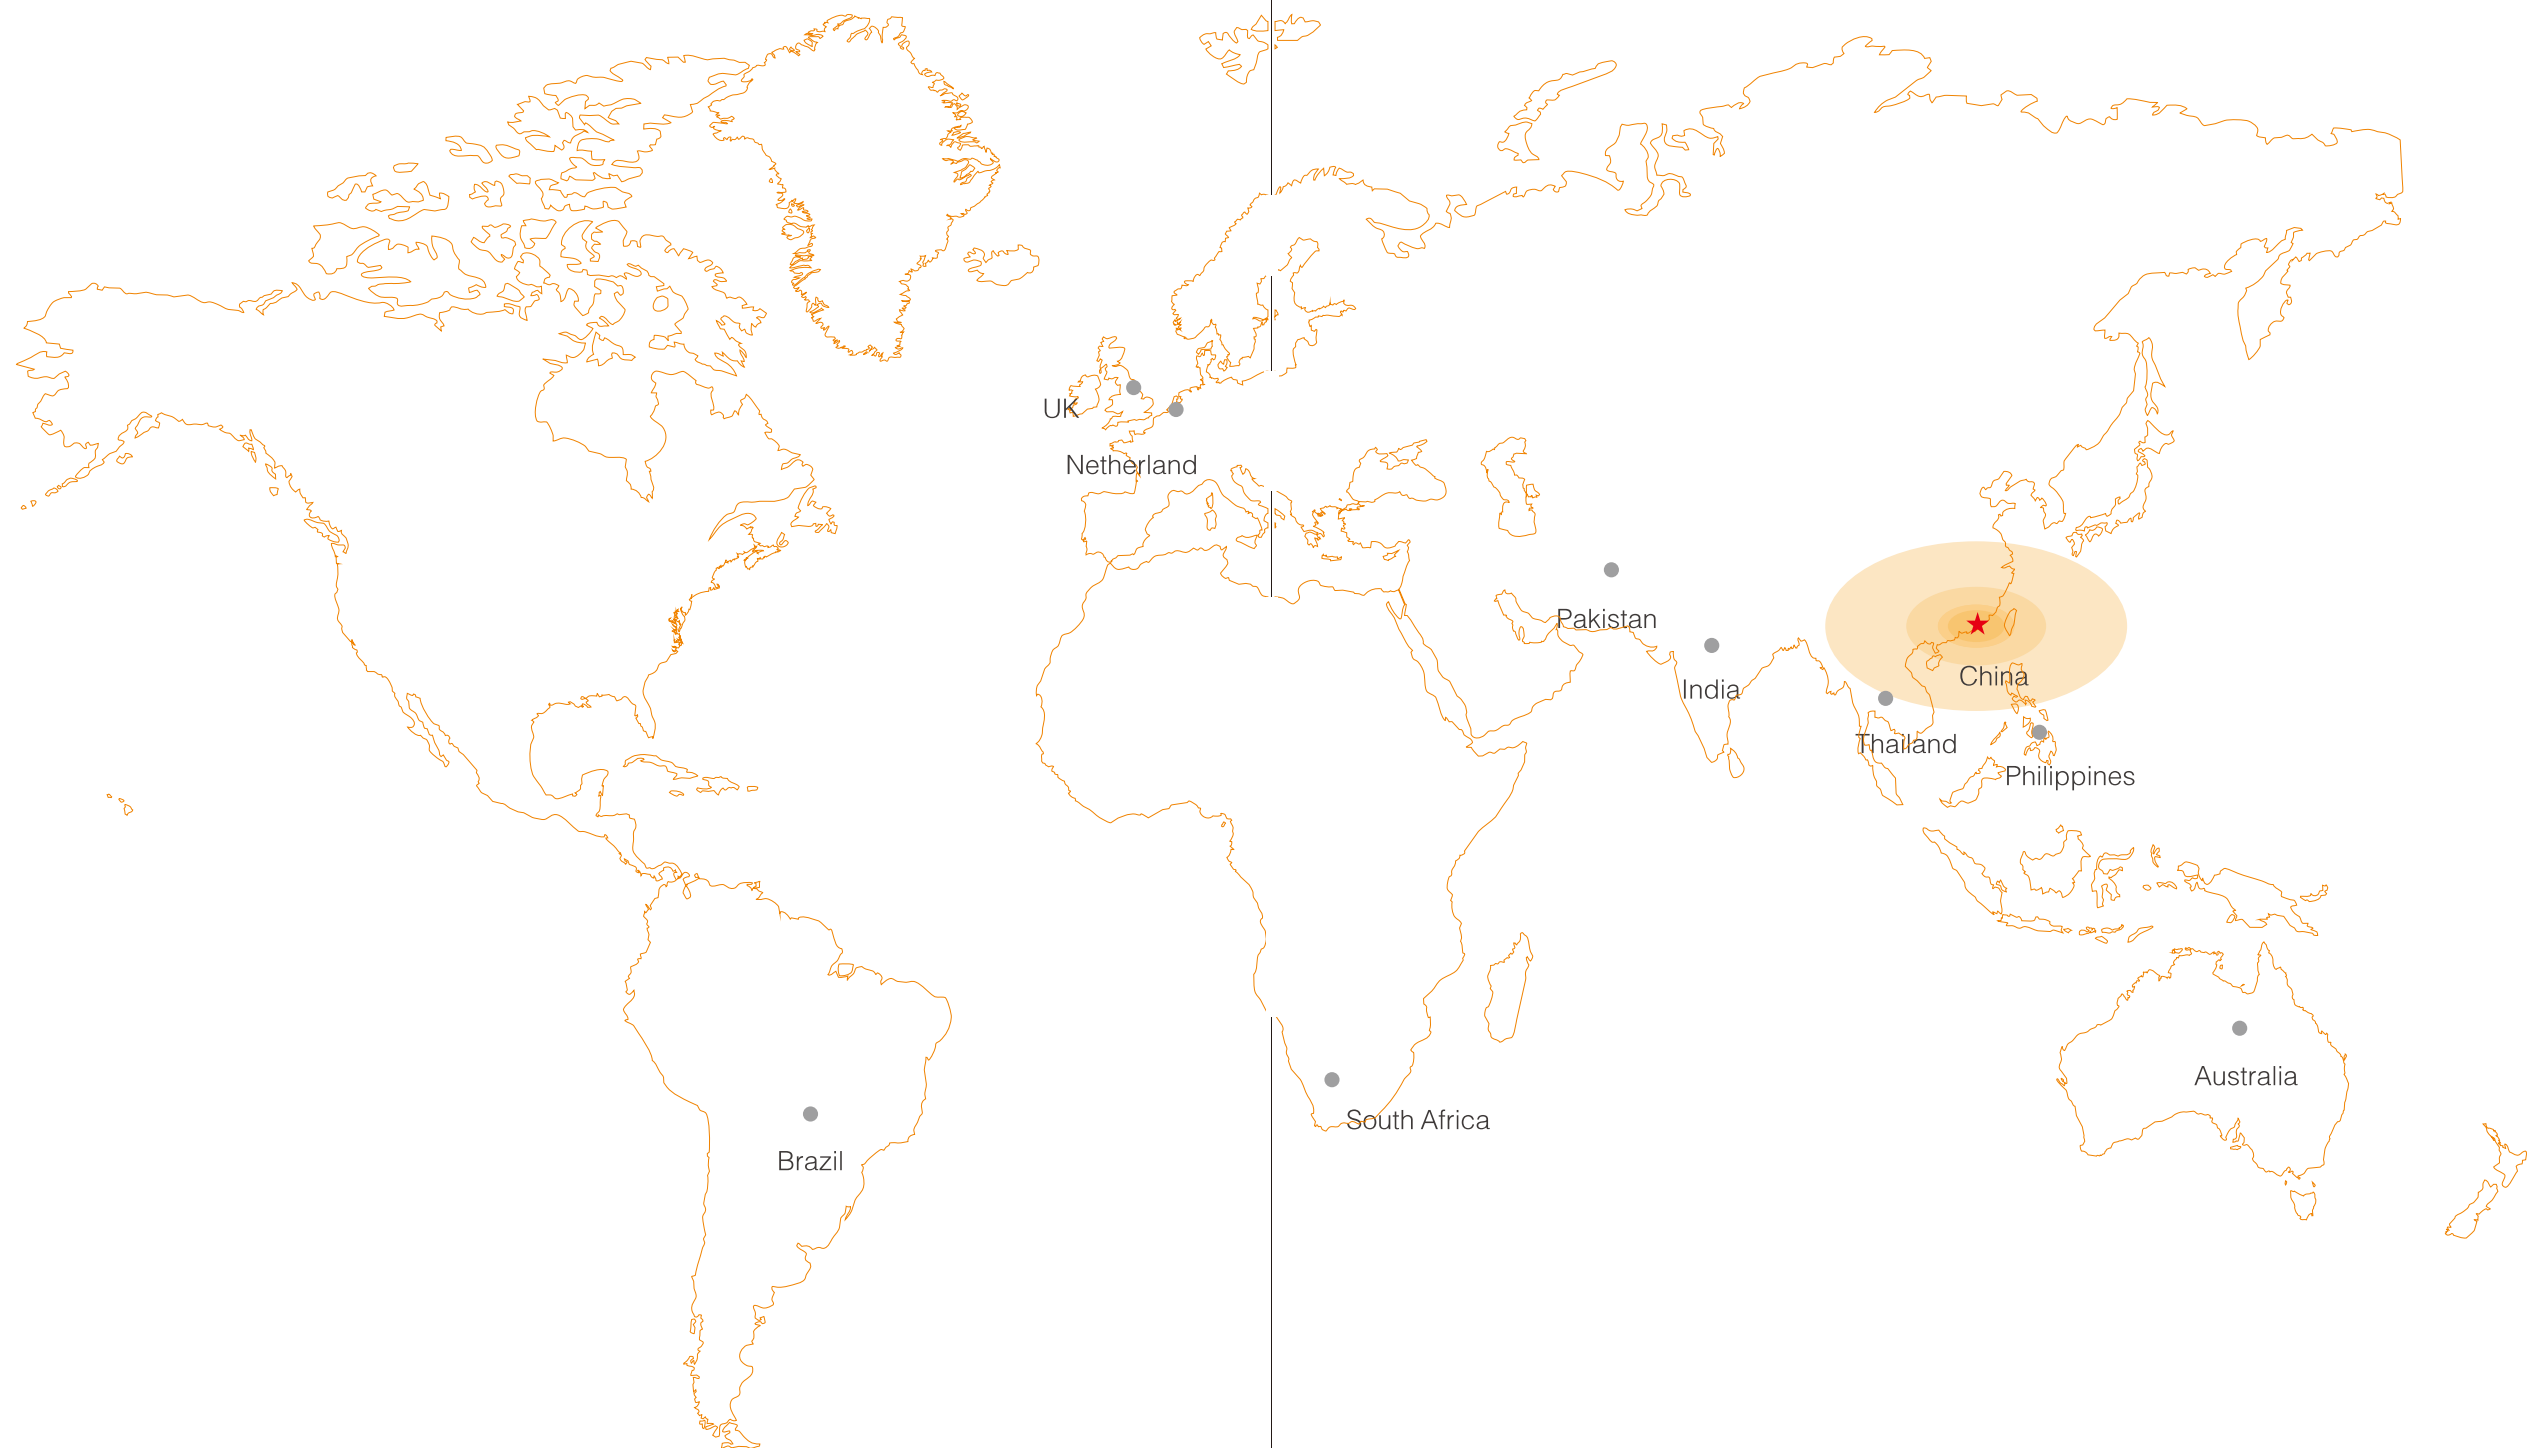 UK
Netherland
Pakistan
China
India
Thailand
Philippines
Australia
South Africa
Brazil